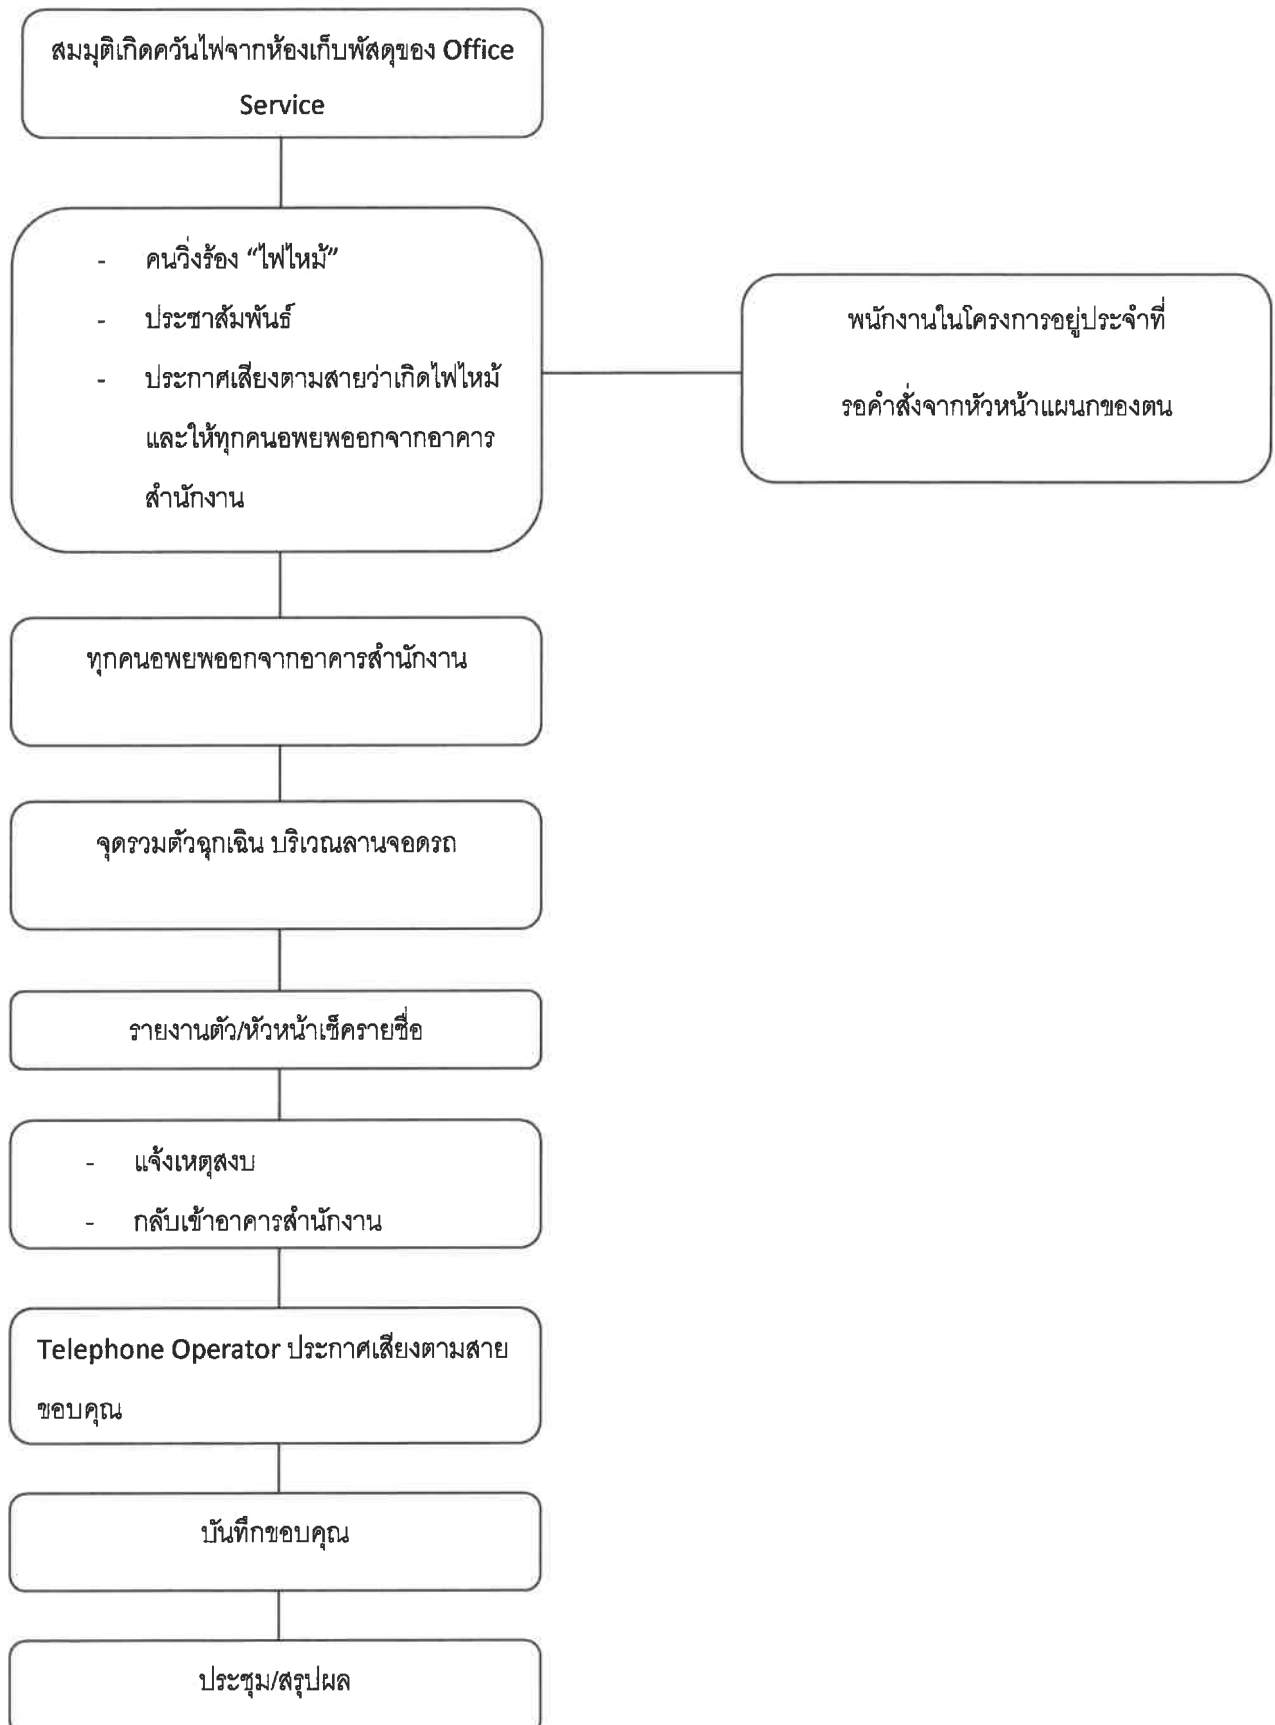 สมมุติเกิดควันไฟจากห้องเก็บพัสดุของ Office
Service
- คนวิ่งร้อง “ไฟไหม้”
- ประชาสัมพันธ์
- ประกาศเสียงตามสายว่าเกิดไฟไหม้
และให้ทุกคนอพยพออกจากอาคาร
สำนักงาน
พนักงานในโครงการอยู่ประจำที่
รอคำสั่งจากหัวหน้าแผนกของตน
ทุกคนอพยพออกจากอาคารสำนักงาน
จุดรวมตัวฉุกเฉิน บริเวณลานจอดรถ
รายงานตัว/หัวหน้าเช็ครายชื่อ
- แจ้งเหตุสงบ
- กลับเข้าอาคารสำนักงาน
Telephone Operator ประกาศเสียงตามสาย
ขอบคุณ
บันทึกขอบคุณ
ประชุม/สรุปผล